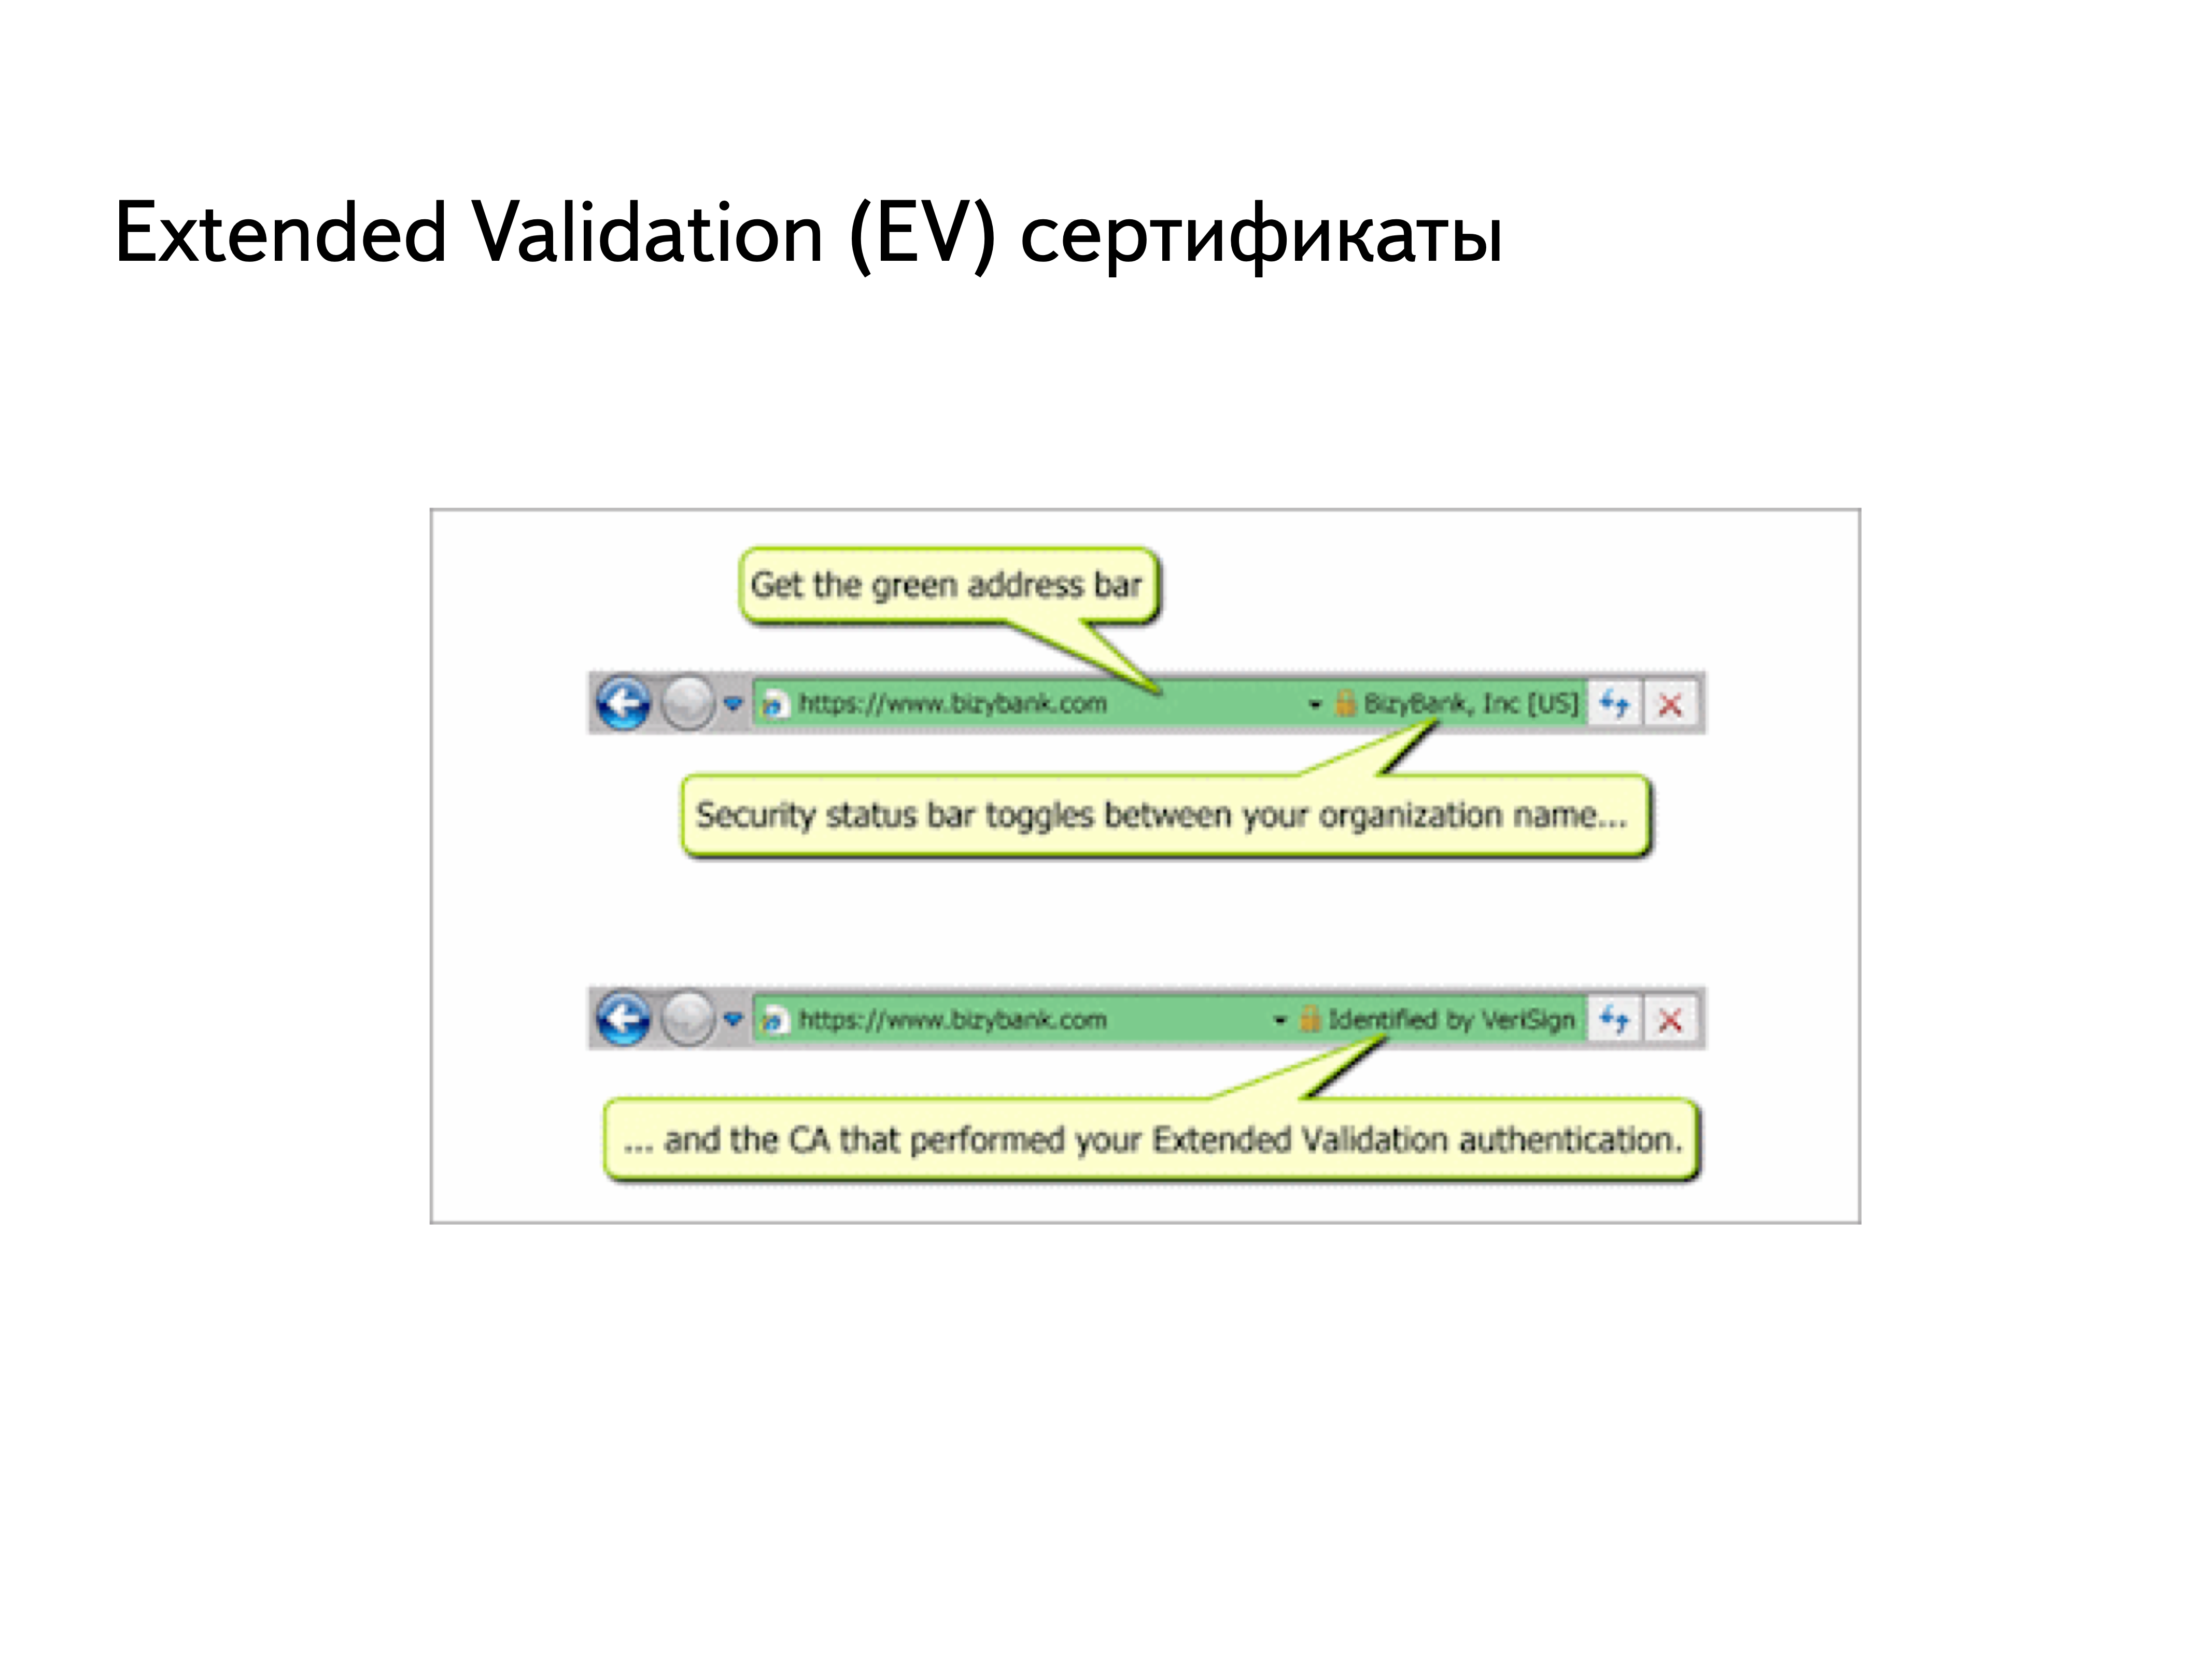 Extended Validation (EV) сертификаты
Get the green address bar
https://www.bizybank.com BizyBank, Inc [US]
Security status bar toggles between your organization name...
https://www.bizybank.com Identified by VeriSign
... and the CA that performed your Extended Validation authentication.